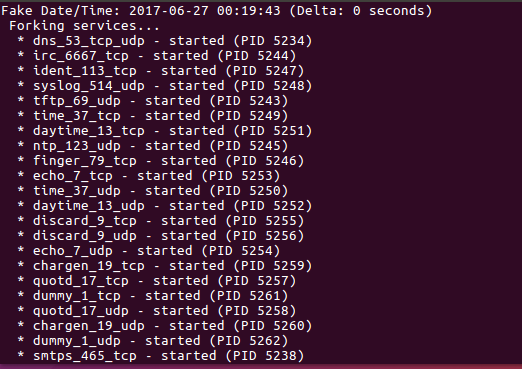 Fake Date/Time: 2017-06-27 00:19:43 (Delta: 0 seconds)
Forking services...
* dns_53_tcp_udp - started (PID 5234)
* irc_6667_tcp - started (PID 5244)
* ident_113_tcp - started (PID 5247)
* syslog_514_udp - started (PID 5248)
* tftp_69_udp - started (PID 5243)
* time_37_tcp - started (PID 5249)
* daytime_13_tcp - started (PID 5251)
* ntp_123_udp - started (PID 5245)
* finger_79_tcp - started (PID 5246)
* echo_7_tcp - started (PID 5253)
* time_37_udp - started (PID 5250)
* daytime_13_udp - started (PID 5252)
* discard_9_tcp - started (PID 5255)
* discard_9_udp - started (PID 5256)
* echo_7_udp - started (PID 5254)
* chargen_19_tcp - started (PID 5259)
* quotd_17_tcp - started (PID 5257)
* dummy_1_tcp - started (PID 5261)
* quotd_17_udp - started (PID 5258)
* chargen_19_udp - started (PID 5260)
* dummy_1_udp - started (PID 5262)
* smtps_465_tcp - started (PID 5238)